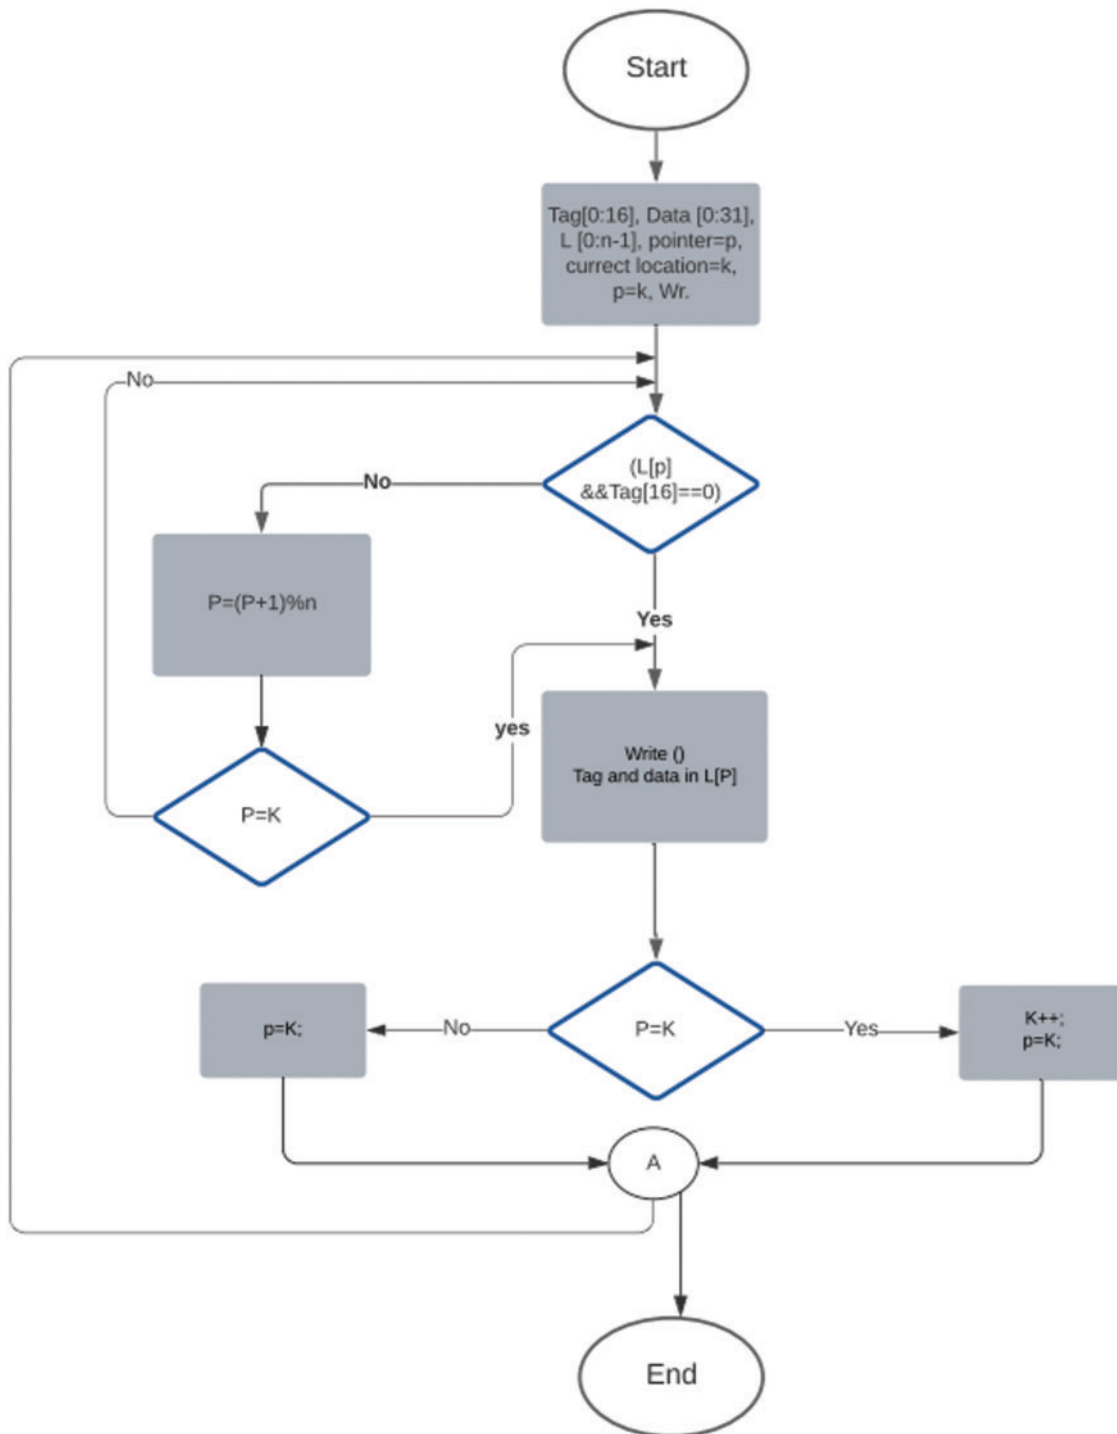 Start
Tag[0:16], Data [0:31],
L [0:n-1], pointer=p,
currect location=k,
p=k, Wr.
No
(L[p]
&&Tag[16]==0)
No
P=(P+1)%n
Yes
yes
Write ()
Tag and data in L[P]
P=K
p=K;
No
P=K
Yes
K++;
p=K;
A
End